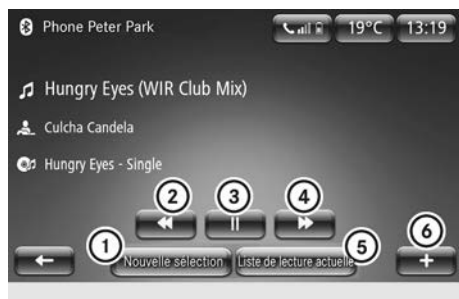 Phone Peter Park
19°C
13:19
Hungry Eyes (WIR Club Mix)
Culcha Candela
Hungry Eyes - Single
2
3
4
1
5
6
Nouvelle sélection
Liste de lecture actuelle